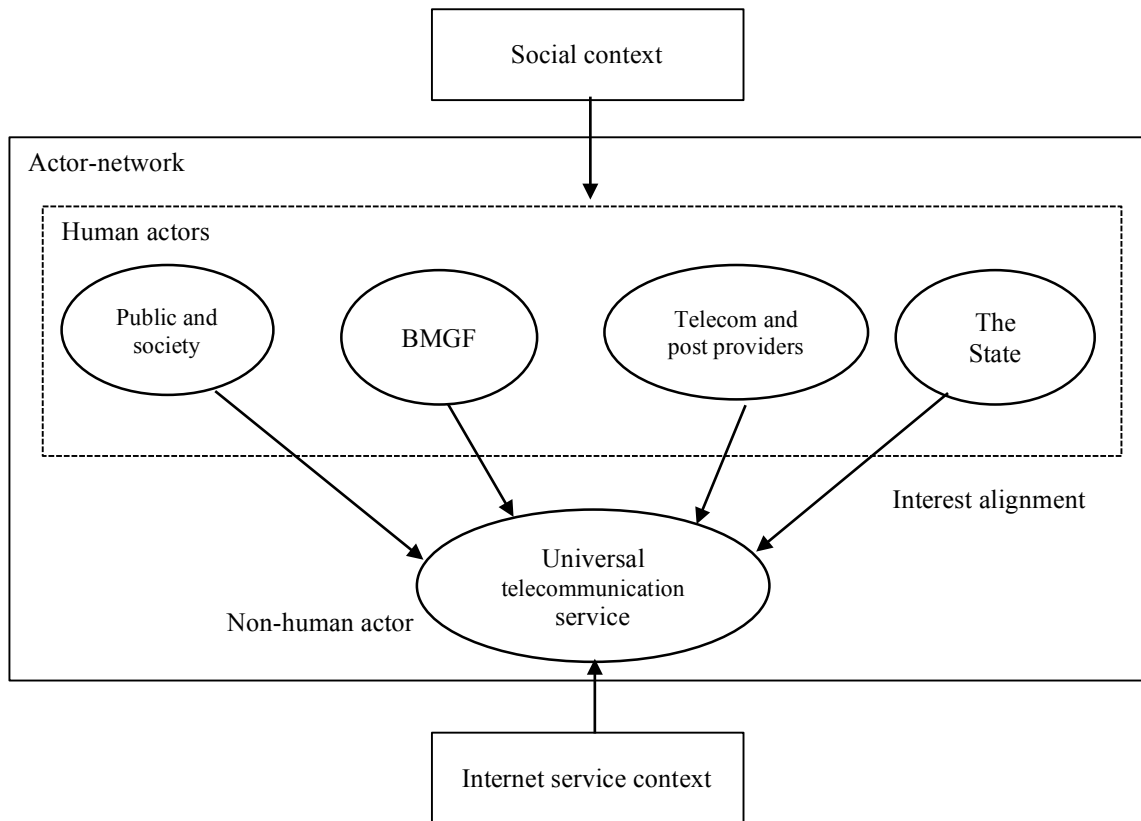 Social context
Actor-network
Human actors
Public and
society
BMGF
Telecom and
post providers
The
State
Interest alignment
Universal
telecommunication
service
Non-human actor
Internet service context